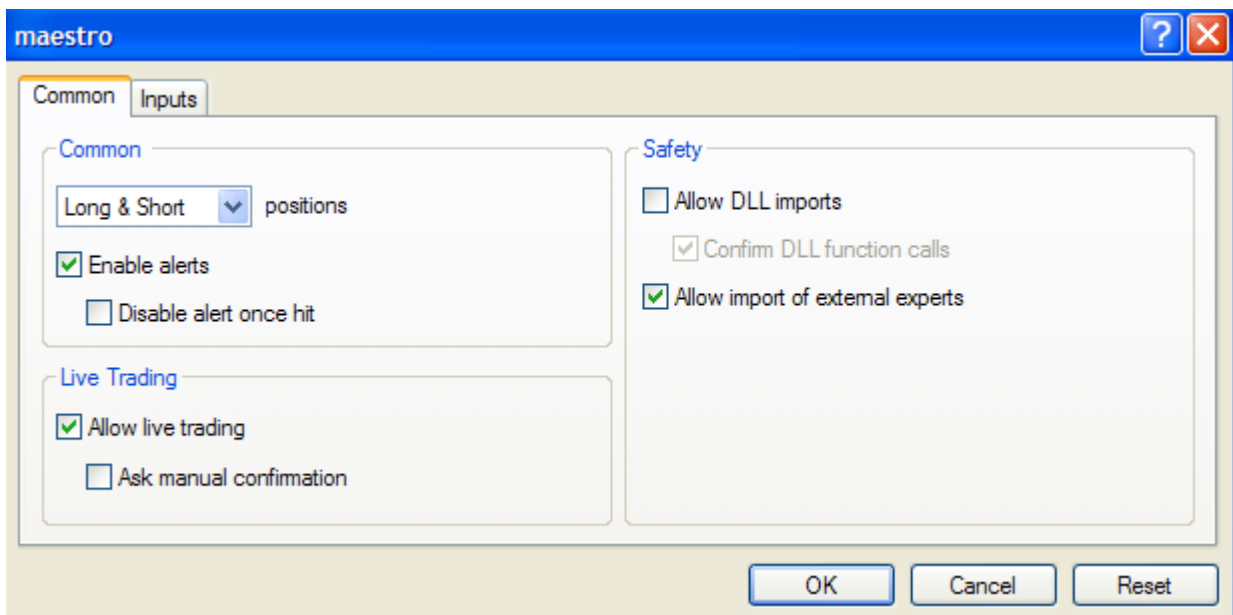 maestro
Common
Inputs
Common
Long & Short
positions
Enable alerts
Disable alert once hit
Live Trading
Allow live trading
Ask manual confirmation
Safety
Allow DLL imports
Confirm DLL function calls
Allow import of external experts
OK
Cancel
Reset